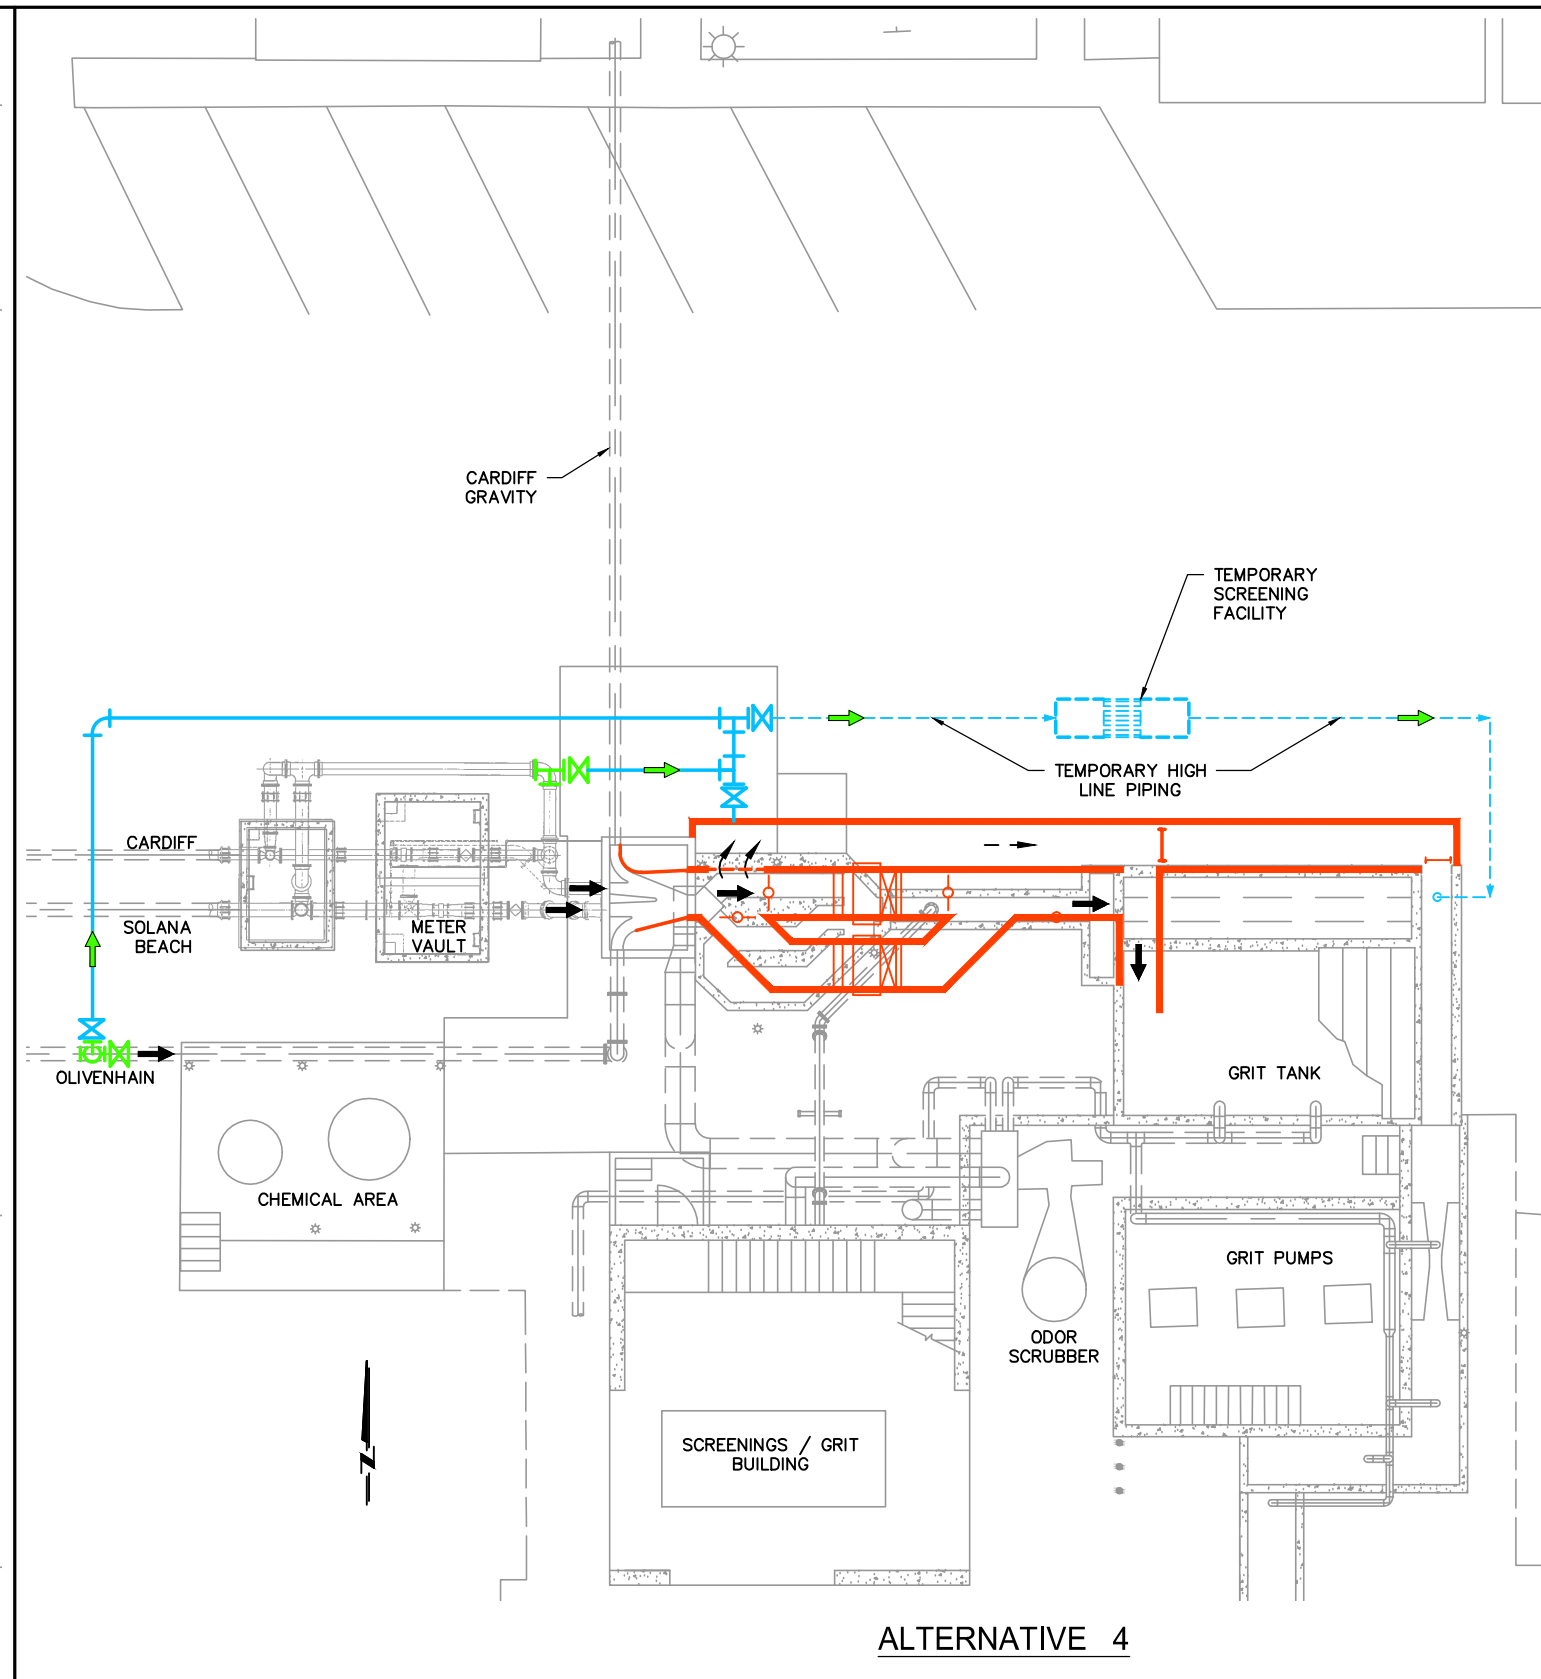 CARDIFF
GRAVITY
TEMPORARY
SCREENING
FACILITY
TEMPORARY HIGH
LINE PIPING
CARDIFF
SOLANA
BEACH
METER
VAULT
OLIVENHAIN
GRIT TANK
CHEMICAL AREA
GRIT PUMPS
ODOR
SCRUBBER
SCREENINGS / GRIT
BUILDING
N
ALTERNATIVE 4